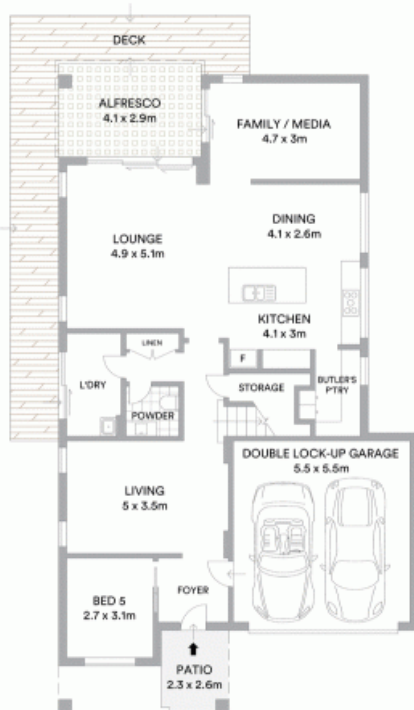 DECK
ALFRESCO
4.1 x 2.9m
FAMILY / MEDIA
4.7 x 3m
DINING
4.1 x 2.6m
LOUNGE
4.9 x 5.1m
KITCHEN
4.1 x 3m
LINEN
F
L'DRY
STORAGE
BUTLER'S
P'TRY
POWDER
DOUBLE LOCK-UP GARAGE
5.5 x 5.5m
LIVING
5 x 3.5m
FOYER
BED 5
2.7 x 3.1m
PATIO
2.3 x 2.6m